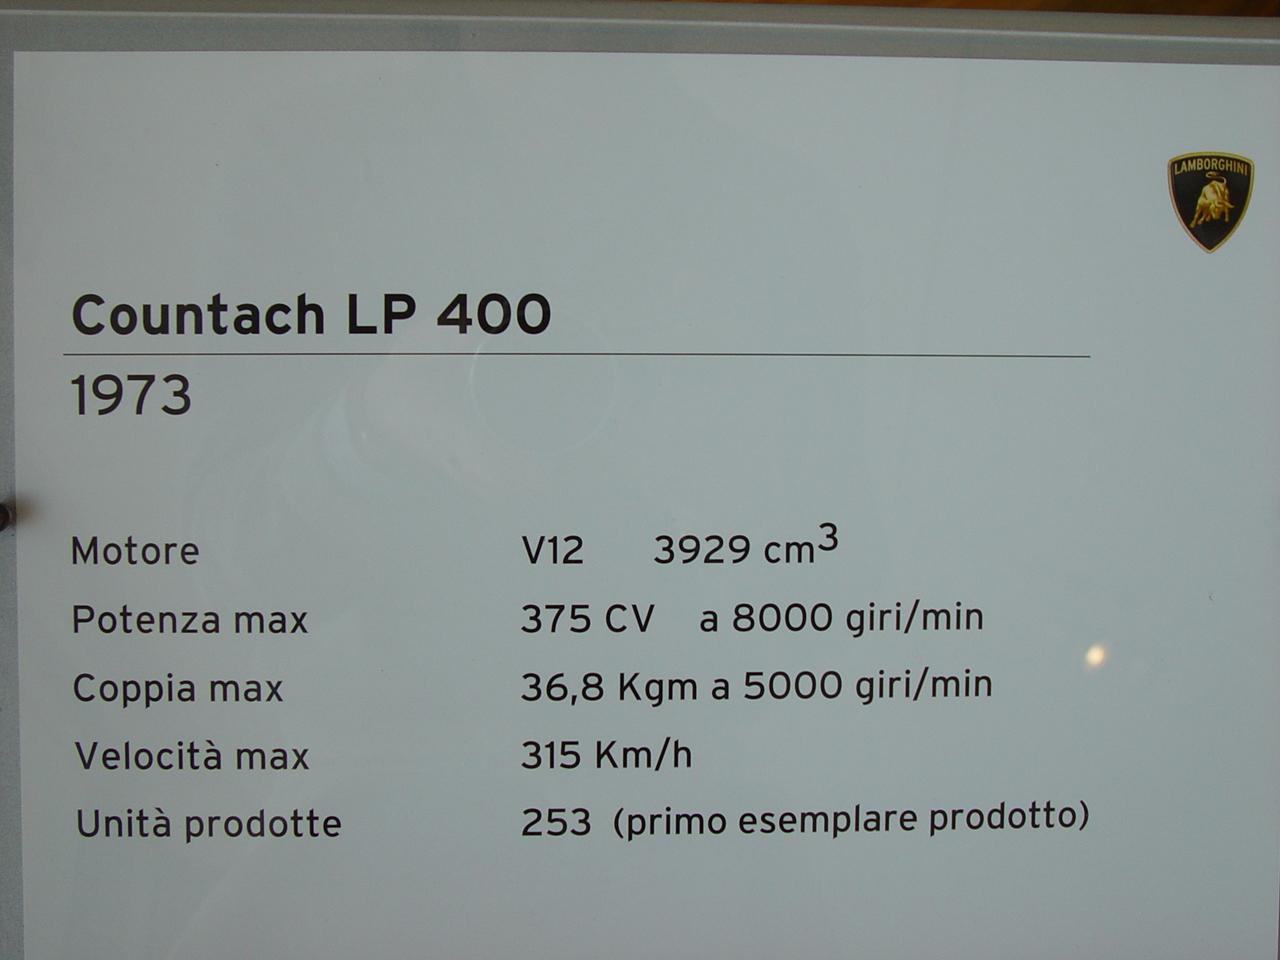 LAMBORGHINI
Countach LP 400
1973
Motore V12 3929 cm³
Potenza max 375 CV a 8000 giri/min
Coppia max 36,8 Kgm a 5000 giri/min
Velocità max 315 Km/h
Unità prodotte 253 (primo esemplare prodotto)